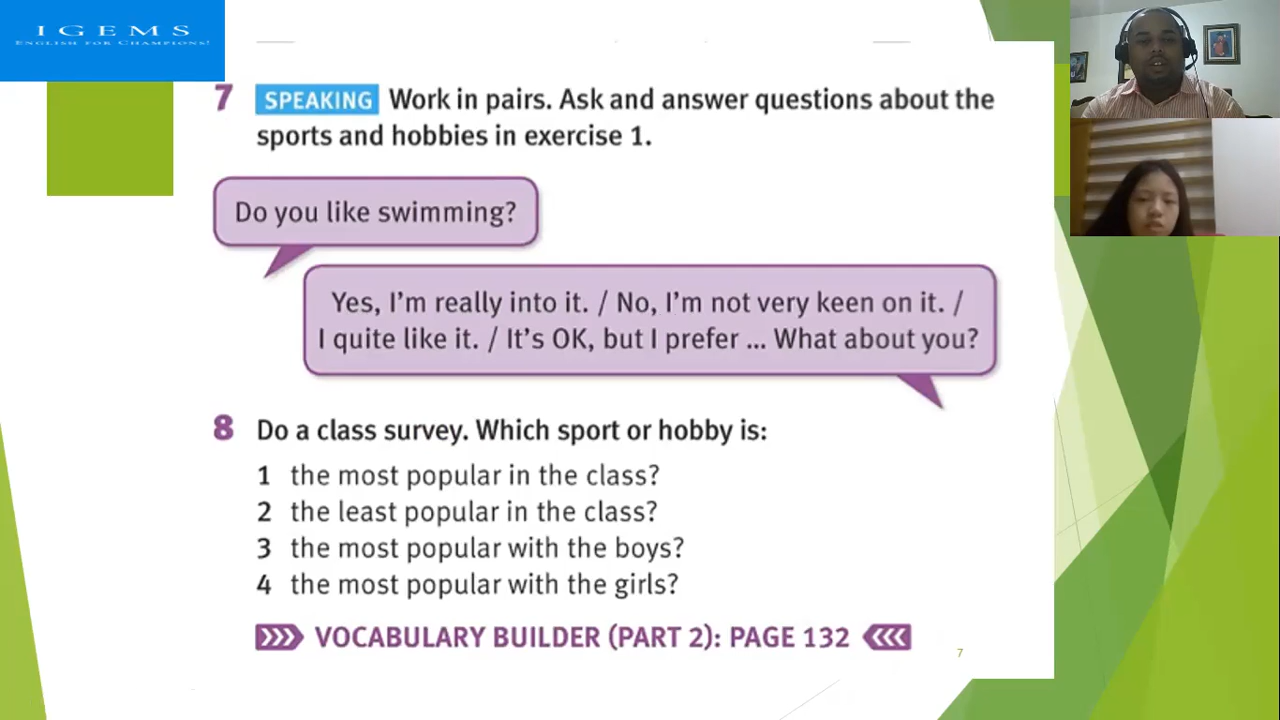 IGEMS
ENGLISH FOR CHAMPIONS!
7 SPEAKING Work in pairs. Ask and answer questions about the
sports and hobbies in exercise 1.
Do you like swimming?
Yes, I'm really into it. / No, I'm not very keen on it. /
I quite like it. / It's OK, but I prefer ... What about you?
8 Do a class survey. Which sport or hobby is:
1 the most popular in the class?
2 the least popular in the class?
3 the most popular with the boys?
4 the most popular with the girls?
VOCABULARY BUILDER (PART 2): PAGE 132
7